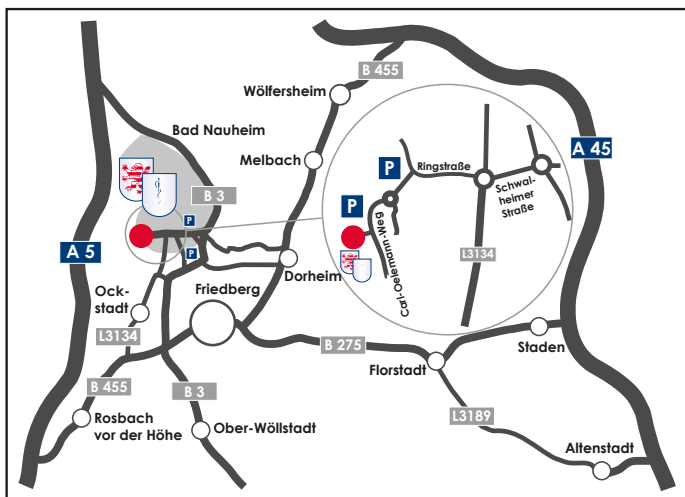 B 455
Wölfersheim
Bad Nauheim
Melbach
B 3
P
P
A 5
Dorheim
Friedberg
Ock-
stadt
L3134
B 455
B 3
Rosbach
vor der Höhe
Ober-Wöllstadt
B 275
Florstadt
Staden
L3189
Altenstadt
A 45
P
Ringstraße
Schwal-
heimer
Straße
P
Carl-Oelemann-Weg
L3134